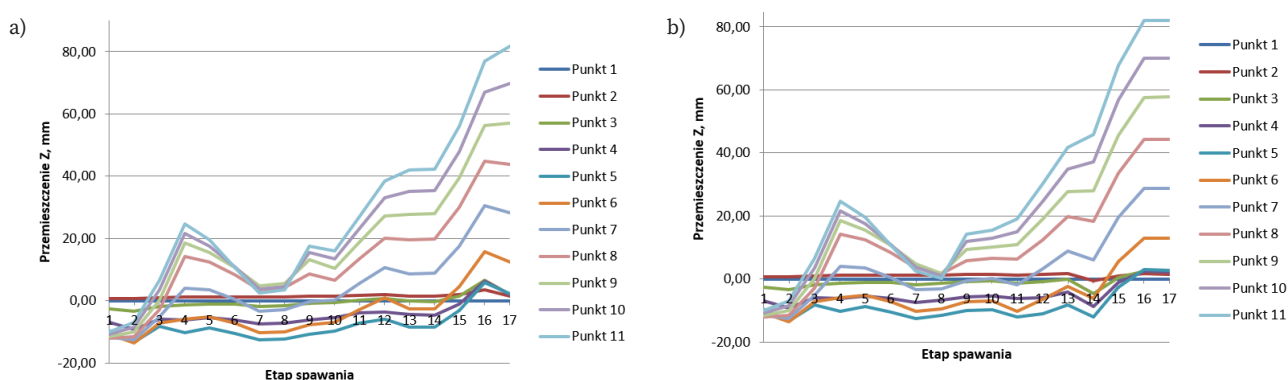 a)
80,00
60,00
40,00
20,00
0,00
-20,00
Przemieszczenie Z, mm
1 2 3 4 5 6 7 8 9 10 11 12 13 14 15 16 17
Etap spawania
Punkt 1
Punkt 2
Punkt 3
Punkt 4
Punkt 5
Punkt 6
Punkt 7
Punkt 8
Punkt 9
Punkt 10
Punkt 11
b)
80,00
60,00
40,00
20,00
0,00
-20,00
Przemieszczenie Z, mm
1 2 3 4 5 6 7 8 9 10 11 12 13 14 15 16 17
Etap spawania
Punkt 1
Punkt 2
Punkt 3
Punkt 4
Punkt 5
Punkt 6
Punkt 7
Punkt 8
Punkt 9
Punkt 10
Punkt 11